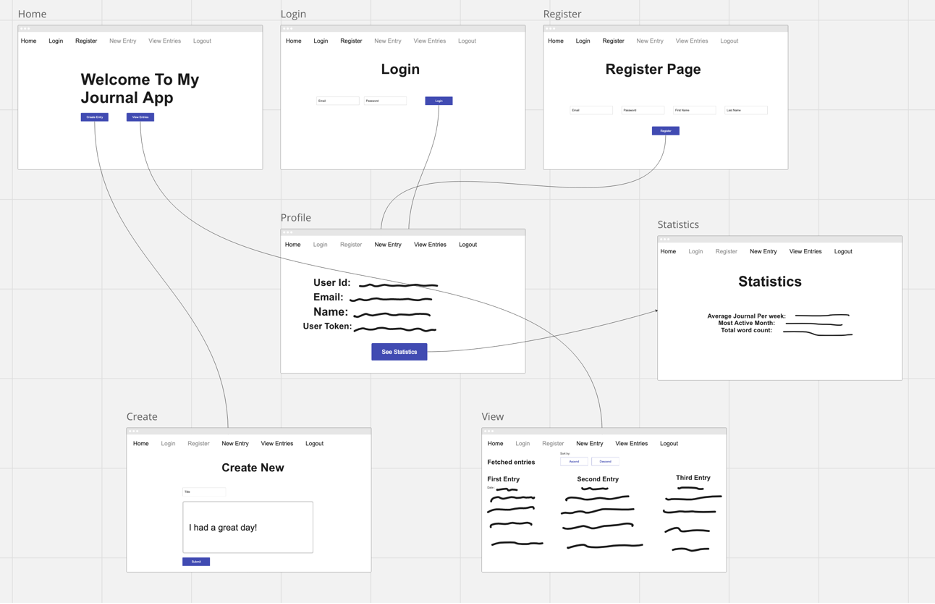 Home
Home Login Register New Entry View Entries Logout
Welcome To My
Journal App
Create Entry View Entries
Login
Home Login Register New Entry View Entries Logout
Login
Email Password Login
Register
Home Login Register New Entry View Entries Logout
Register Page
Email Password First Name Last Name
Register
Profile
Home Login Register New Entry View Entries Logout
User Id:
Email:
Name:
User Token:
See Statistics
Statistics
Home Login Register New Entry View Entries Logout
Statistics
Average Journal Per week:
Most Active Month:
Total word count:
Create
Home Login Register New Entry View Entries Logout
Create New
Title
I had a great day!
Submit
View
Home Login Register New Entry View Entries Logout
Sort by
Fetched entries Ascend Descend
First Entry Second Entry Third Entry
Date